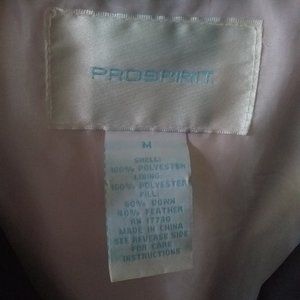 PROSPIRIT
M
SHELL:
100% POLYESTER
LINING:
100% POLYESTER
FILL:
60% DOWN
40% FEATHER
RN 17730
MADE IN CHINA
SEE REVERSE SIDE
FOR CARE
INSTRUCTIONS